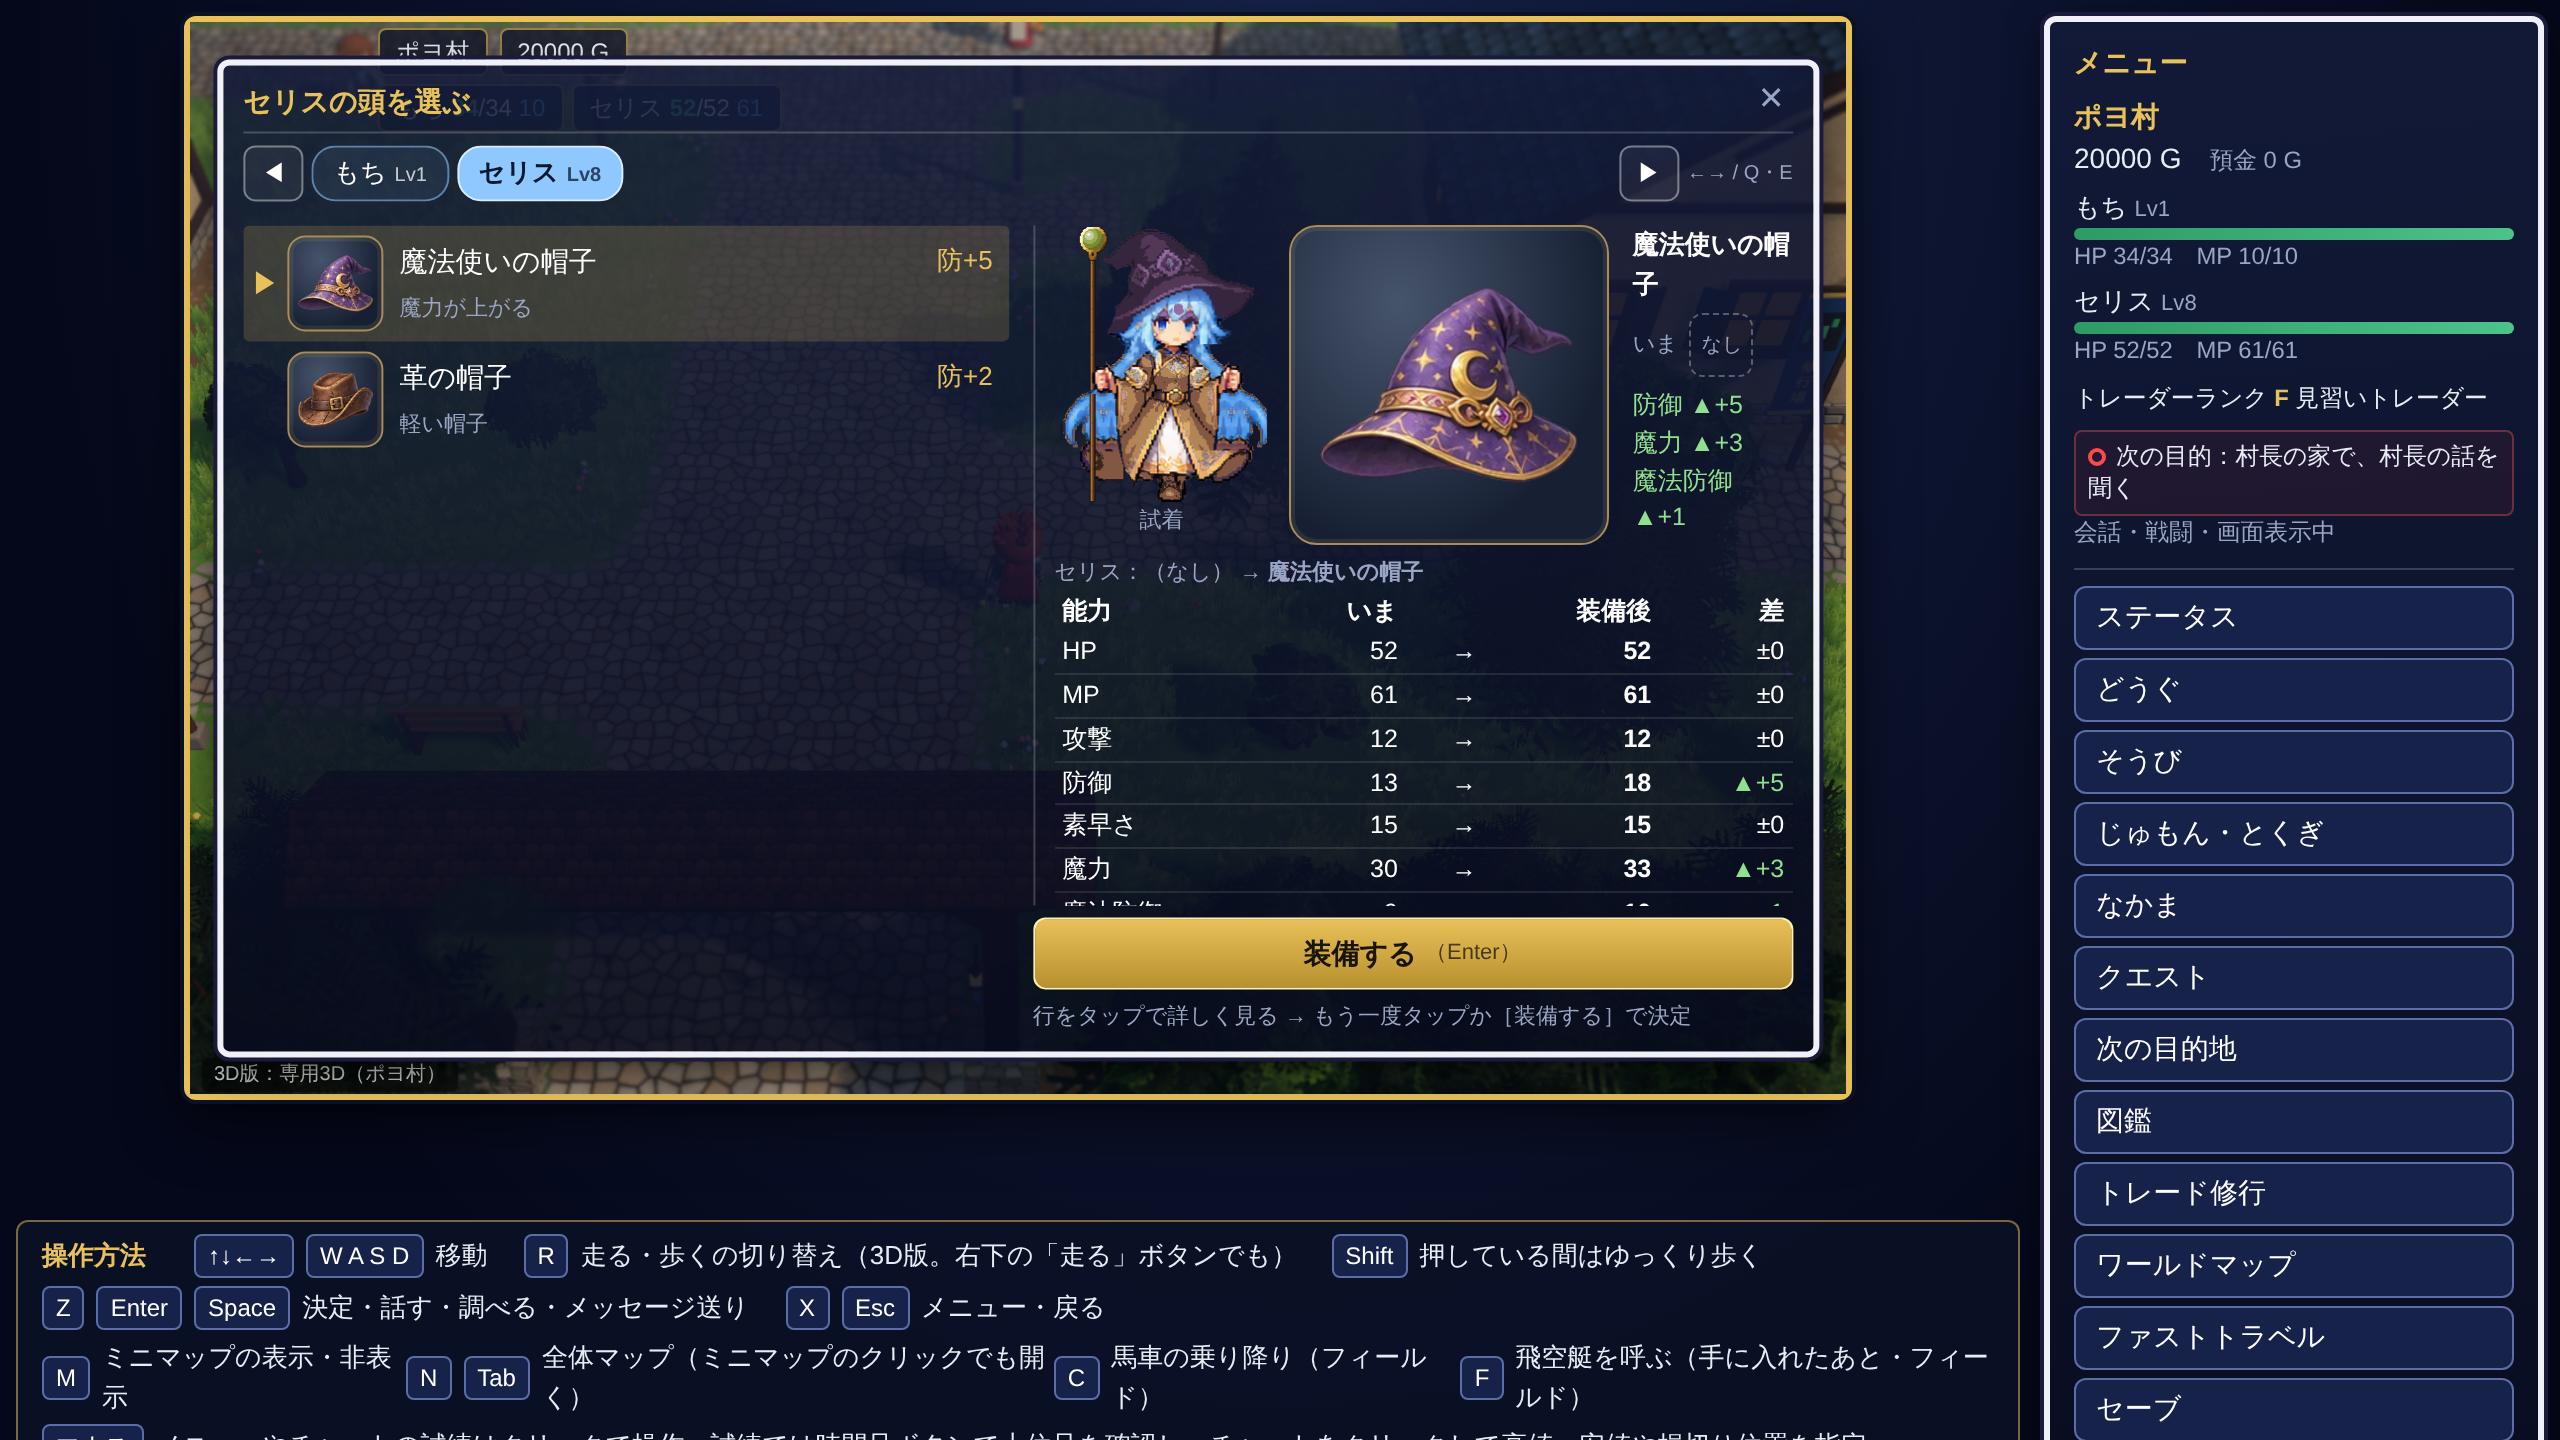 ポヨ村 20000 G
セリスの頭を選ぶ /34 10 セリス 52/52 61 ×
◀ もち Lv1 セリス Lv8 ▶ ←→ / Q・E
魔法使いの帽子 防+5
魔力が上がる
革の帽子 防+2
軽い帽子
試着
魔法使いの帽
子
いま なし
防御 ▲+5
魔力 ▲+3
魔法防御
▲+1
セリス：（なし） → 魔法使いの帽子
能力 いま 装備後 差
HP 52 → 52 ±0
MP 61 → 61 ±0
攻撃 12 → 12 ±0
防御 13 → 18 ▲+5
素早さ 15 → 15 ±0
魔力 30 → 33 ▲+3
装備する （Enter）
行をタップで詳しく見る → もう一度タップか［装備する］で決定
3D版：専用3D（ポヨ村）
メニュー
ポヨ村
20000 G 預金 0 G
もち Lv1
HP 34/34 MP 10/10
セリス Lv8
HP 52/52 MP 61/61
トレーダーランク F 見習いトレーダー
次の目的：村長の家で、村長の話を
聞く
会話・戦闘・画面表示中
ステータス
どうぐ
そうび
じゅもん・とくぎ
なかま
クエスト
次の目的地
図鑑
トレード修行
ワールドマップ
ファストトラベル
セーブ
操作方法 ↑↓←→ W A S D 移動 R 走る・歩くの切り替え（3D版。右下の「走る」ボタンでも） Shift 押している間はゆっくり歩く
Z Enter Space 決定・話す・調べる・メッセージ送り X Esc メニュー・戻る
M ミニマップの表示・非表示 N Tab 全体マップ（ミニマップのクリックでも開く） C 馬車の乗り降り（フィールド） F 飛空艇を呼ぶ（手に入れたあと・フィールド）